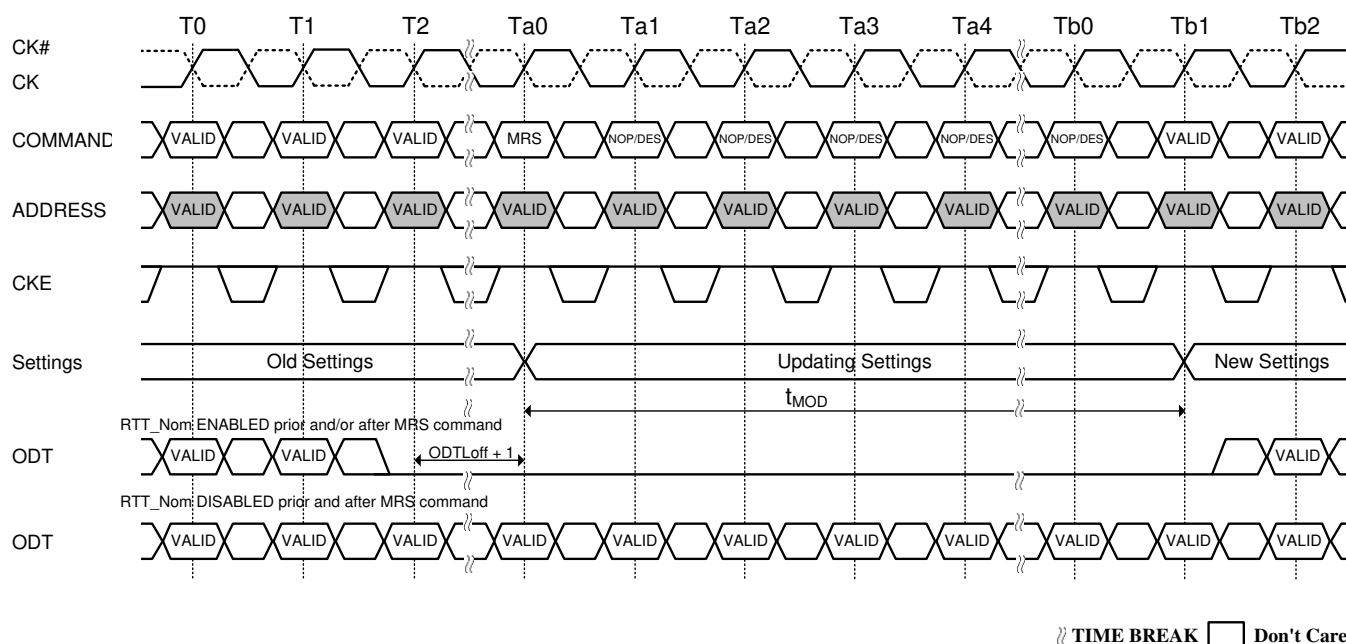 T0 T1 T2 Ta0 Ta1 Ta2 Ta3 Ta4 Tb0 Tb1 Tb2
CK#
CK
COMMAND VALID VALID VALID MRS NOP/DES NOP/DES NOP/DES NOP/DES NOP/DES VALID VALID
ADDRESS VALID VALID VALID VALID VALID VALID VALID VALID VALID VALID VALID
CKE
Settings Old Settings Updating Settings New Settings
tMOD
RTT_Nom ENABLED prior and/or after MRS command
ODT VALID VALID ODTLoff + 1 VALID
RTT_Nom DISABLED prior and after MRS command
ODT VALID VALID VALID VALID VALID VALID VALID VALID VALID VALID VALID
TIME BREAK Don't Care